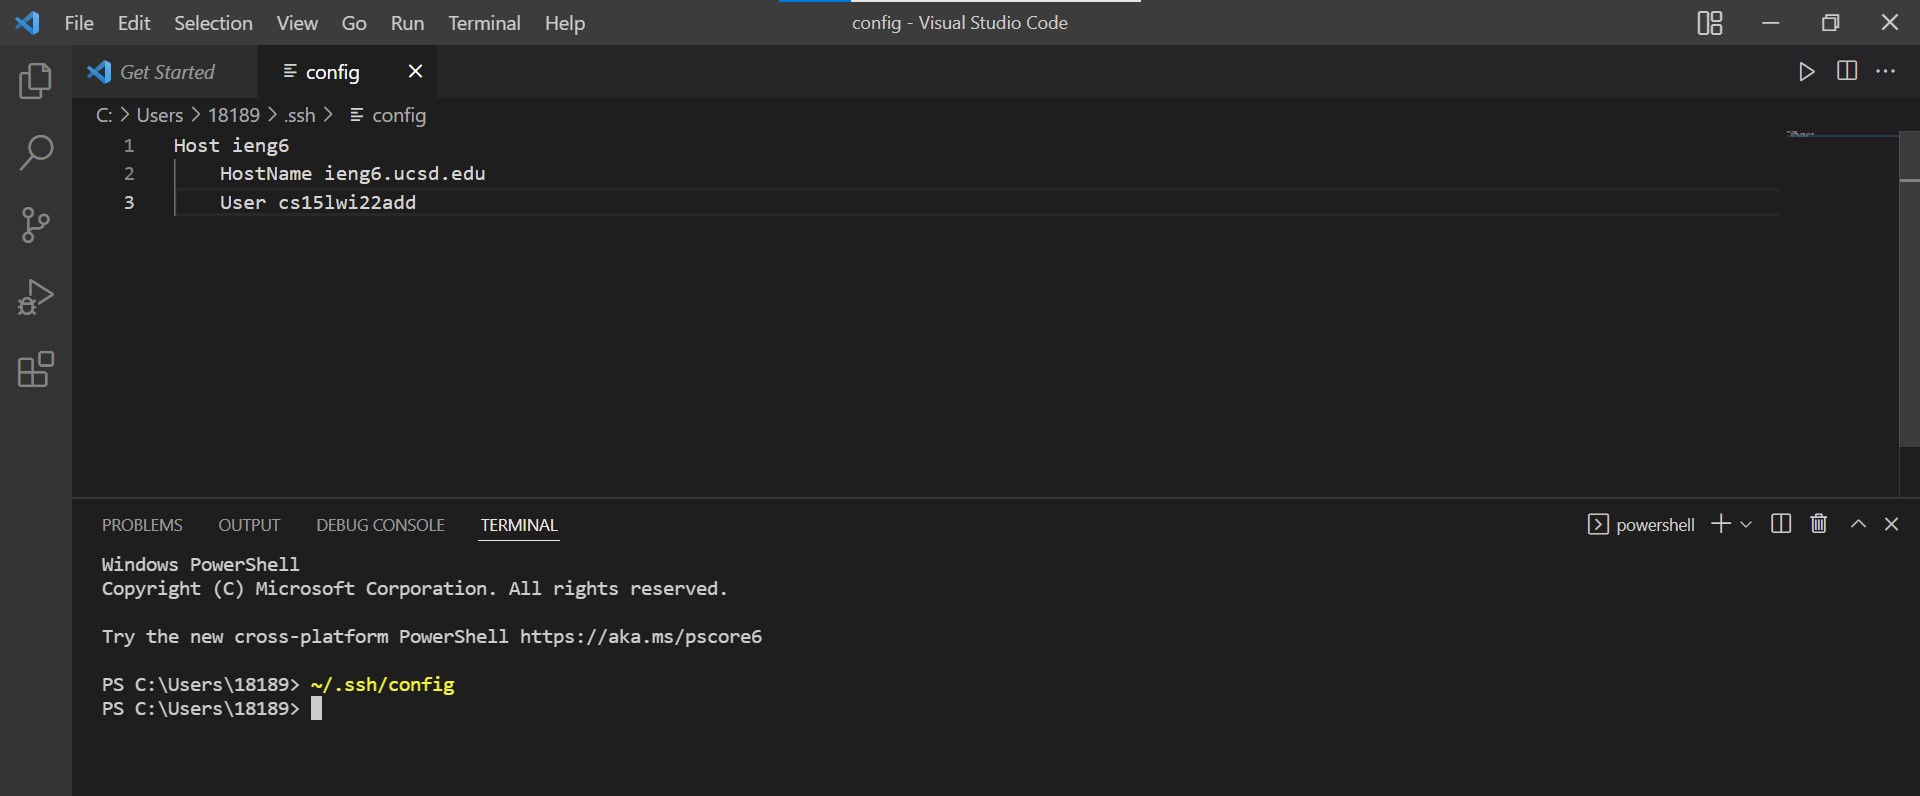 File Edit Selection View Go Run Terminal Help config - Visual Studio Code
Get Started config
C: > Users > 18189 > .ssh > config
1 Host ieng6
2 HostName ieng6.ucsd.edu
3 User cs15lwi22add
PROBLEMS OUTPUT DEBUG CONSOLE TERMINAL powershell
Windows PowerShell
Copyright (C) Microsoft Corporation. All rights reserved.
Try the new cross-platform PowerShell https://aka.ms/pscore6
PS C:\Users\18189> ~/.ssh/config
PS C:\Users\18189>